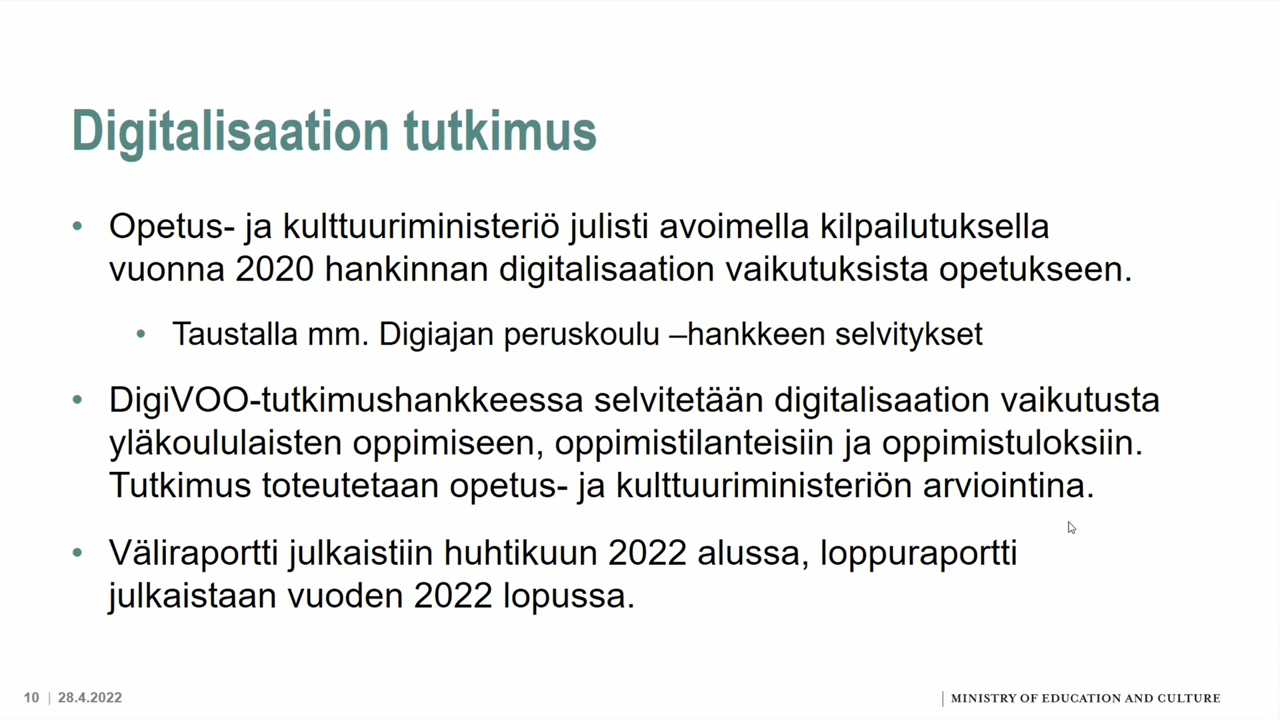 Digitalisaation tutkimus
• Opetus- ja kulttuuriministeriö julisti avoimella kilpailutuksella
vuonna 2020 hankinnan digitalisaation vaikutuksista opetukseen.
• Taustalla mm. Digiajan peruskoulu –hankkeen selvitykset
• DigiVOO-tutkimushankkeessa selvitetään digitalisaation vaikutusta
yläkoululaisten oppimiseen, oppimistilanteisiin ja oppimistuloksiin.
Tutkimus toteutetaan opetus- ja kulttuuriministeriön arviointina.
• Väliraportti julkaistiin huhtikuun 2022 alussa, loppuraportti
julkaistaan vuoden 2022 lopussa.
10 | 28.4.2022
| MINISTRY OF EDUCATION AND CULTURE